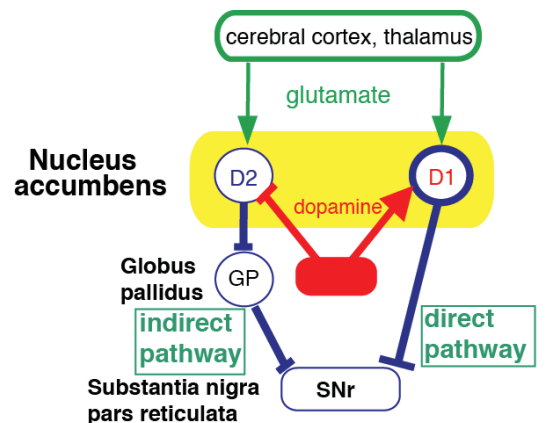 cerebral cortex, thalamus
glutamate
Nucleus
accumbens
D2
D1
dopamine
Globus
pallidus
GP
indirect
pathway
direct
pathway
Substantia nigra
pars reticulata
SNr